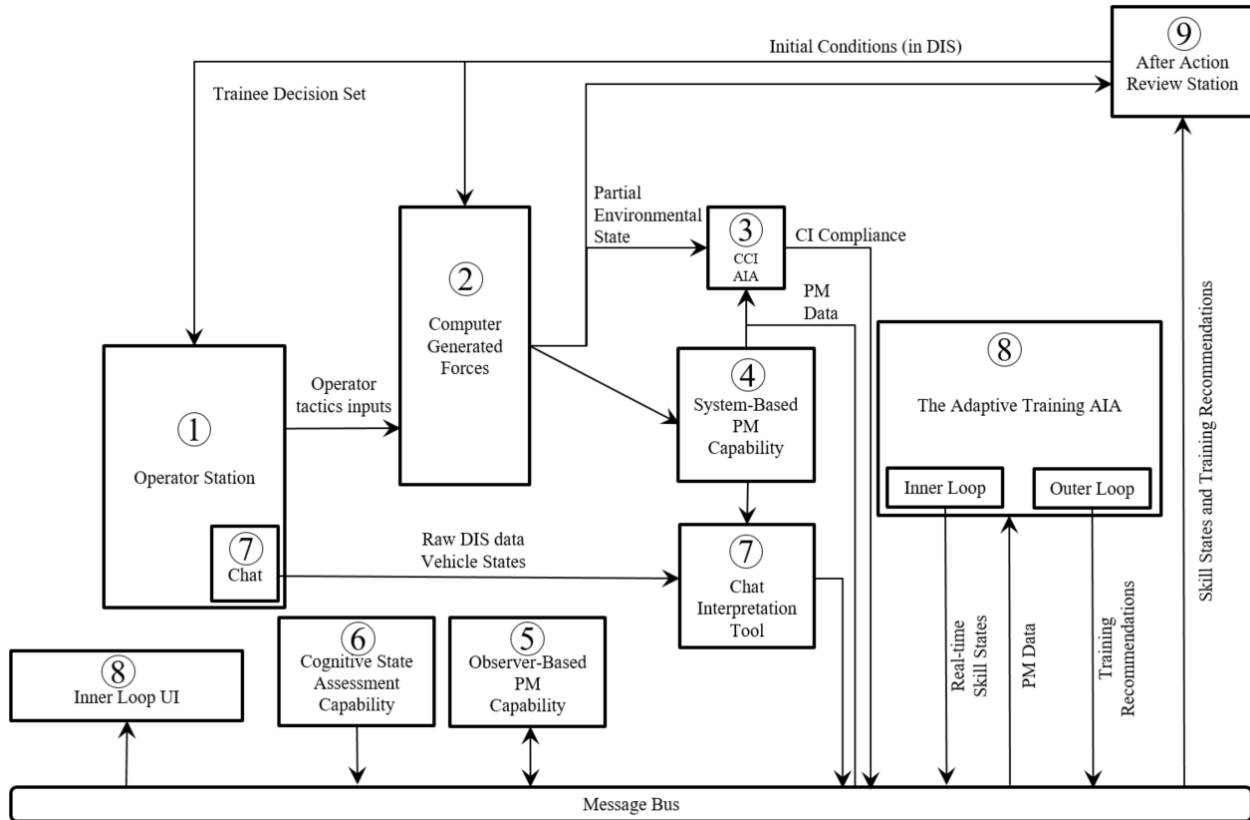 Initial Conditions (in DIS)
⑨
After Action
Review Station
Trainee Decision Set
Partial
Environmental
State
③
CCI
AIA
CI Compliance
②
Computer
Generated
Forces
PM
Data
⑧
The Adaptive Training AIA
Inner Loop
Outer Loop
Skill States and Training Recommendations
④
System-Based
PM
Capability
Operator
tactics inputs
①
Operator Station
⑦
Chat
Raw DIS data
Vehicle States
⑦
Chat
Interpretation
Tool
Real-time
Skill States
PM Data
Training
Recommendations
⑧
Inner Loop UI
⑥
Cognitive State
Assessment
Capability
⑤
Observer-Based
PM
Capability
Message Bus